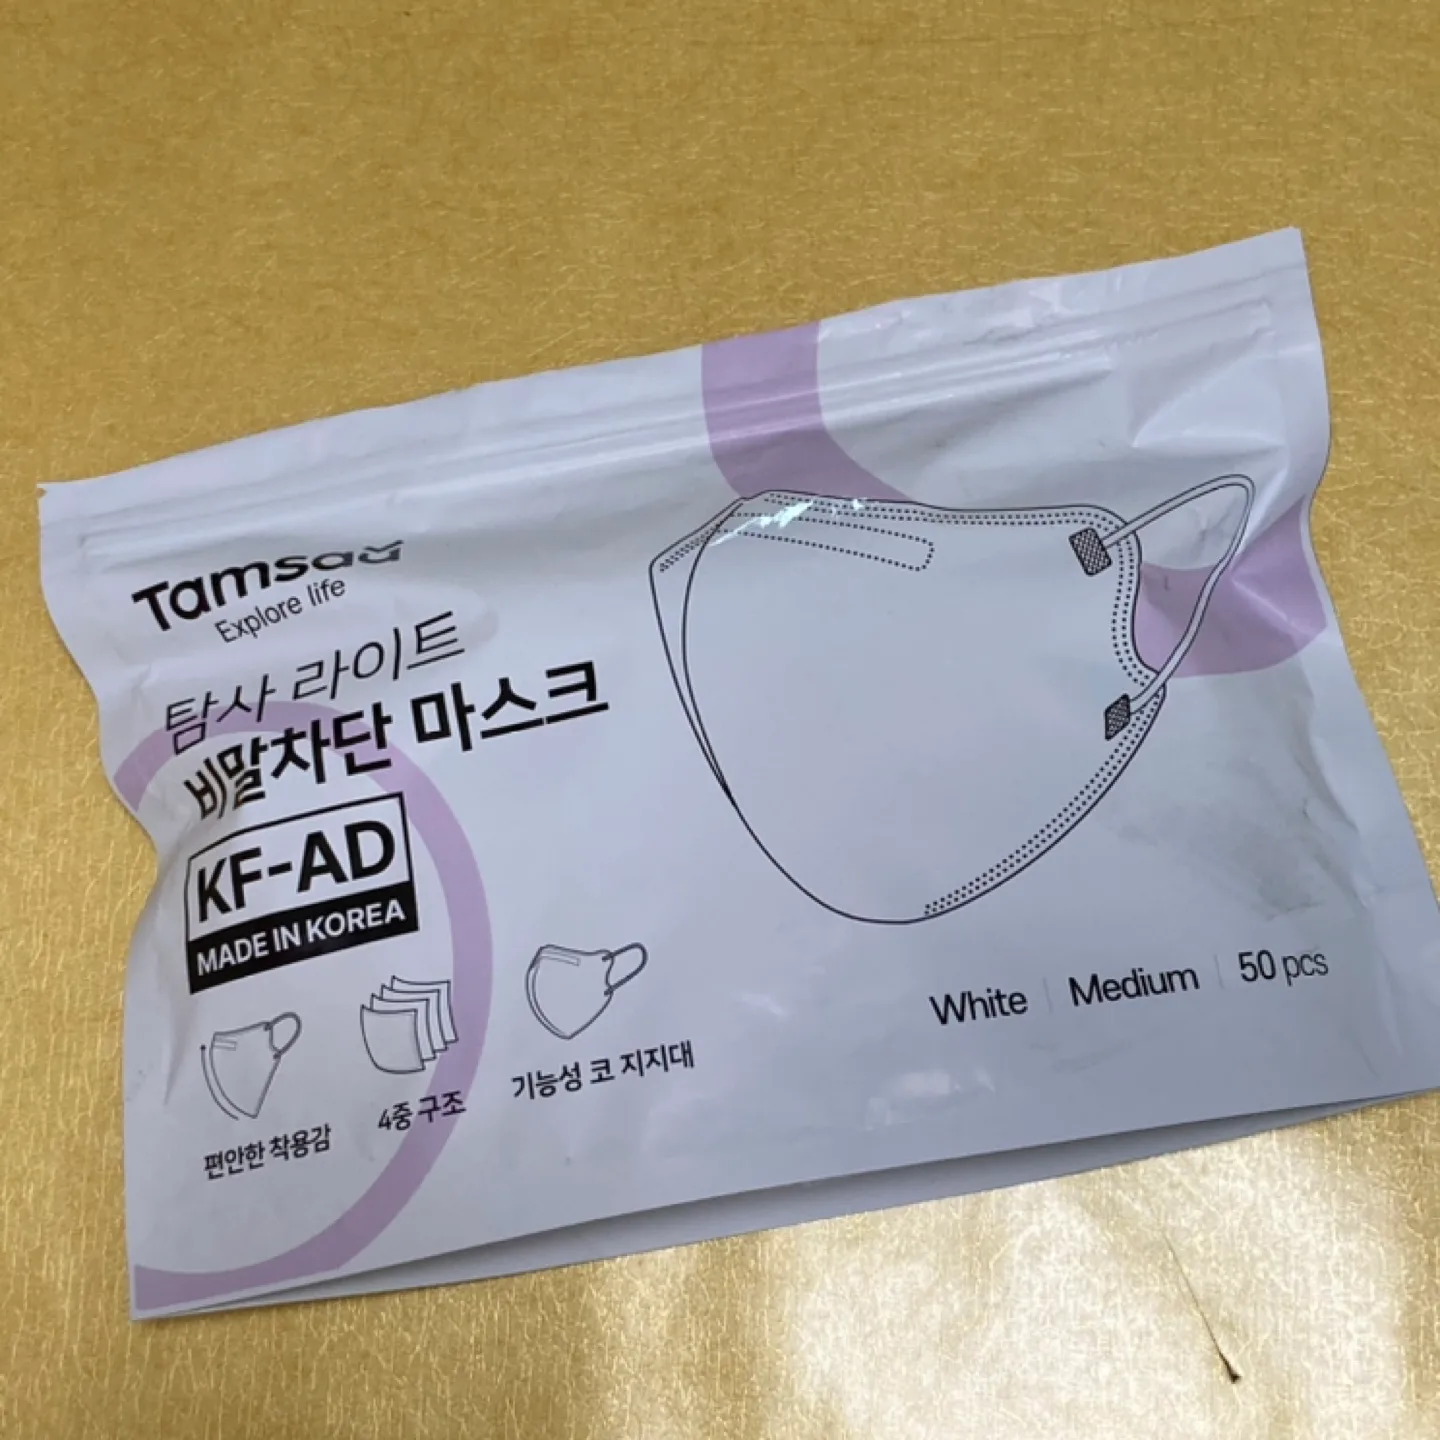 Tamsaa
Explore life
탐사 라이트
비말차단 마스크
KF-AD
MADE IN KOREA
편안한 착용감
4중 구조
기능성 코 지지대
White | Medium | 50 pcs